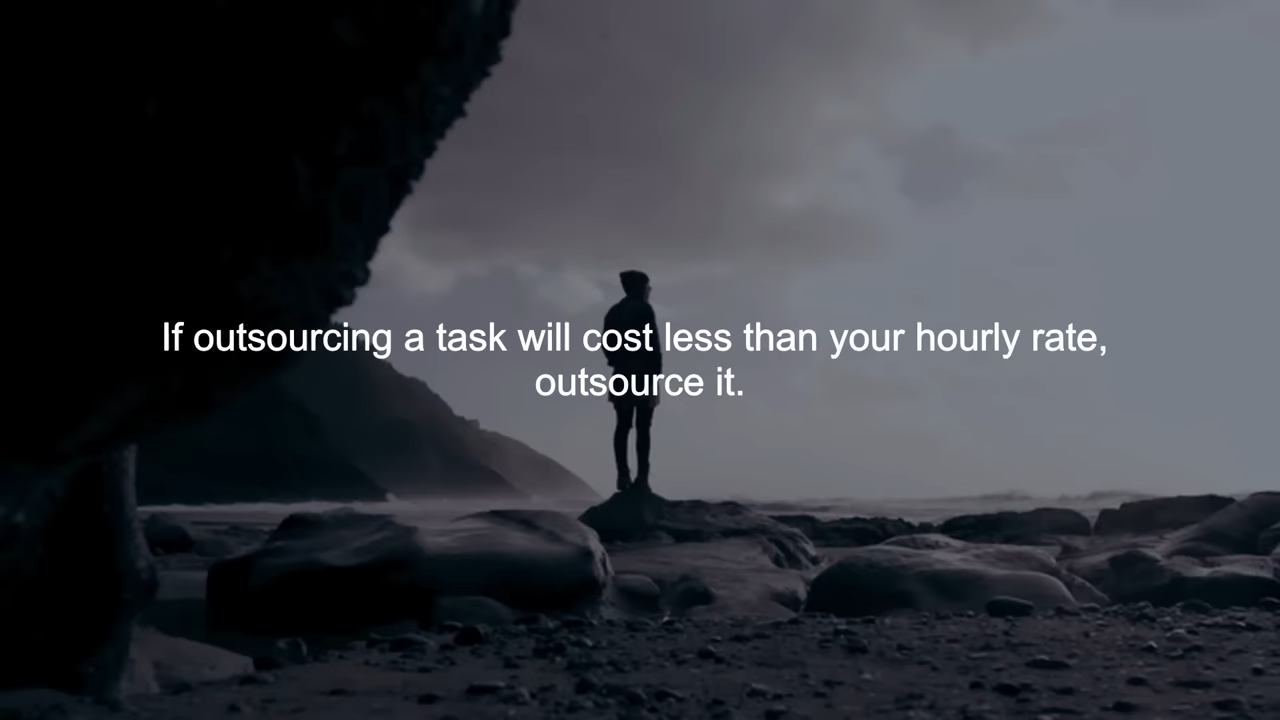 If outsourcing a task will cost less than your hourly rate,
outsource it.